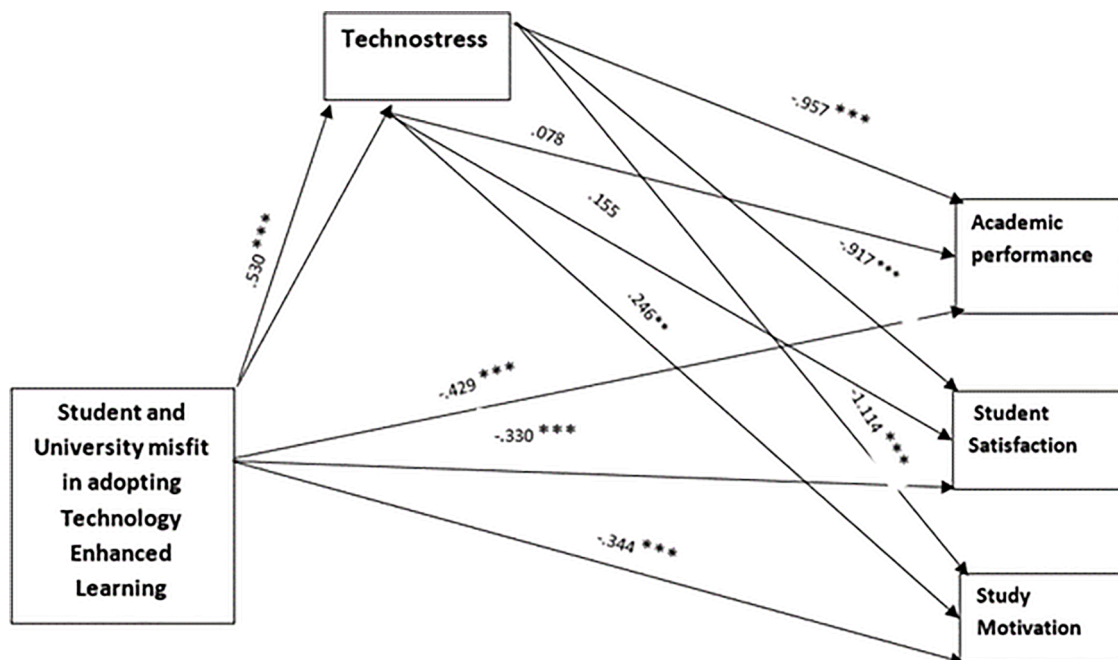 Technostress
-.957 ***
.078
.155
-.917***
.530 ***
.246**
Academic
performance
-.429 ***
-.330 ***
-1.114 ***
-.344 ***
Student and
University misfit
in adopting
Technology
Enhanced
Learning
Student
Satisfaction
Study
Motivation